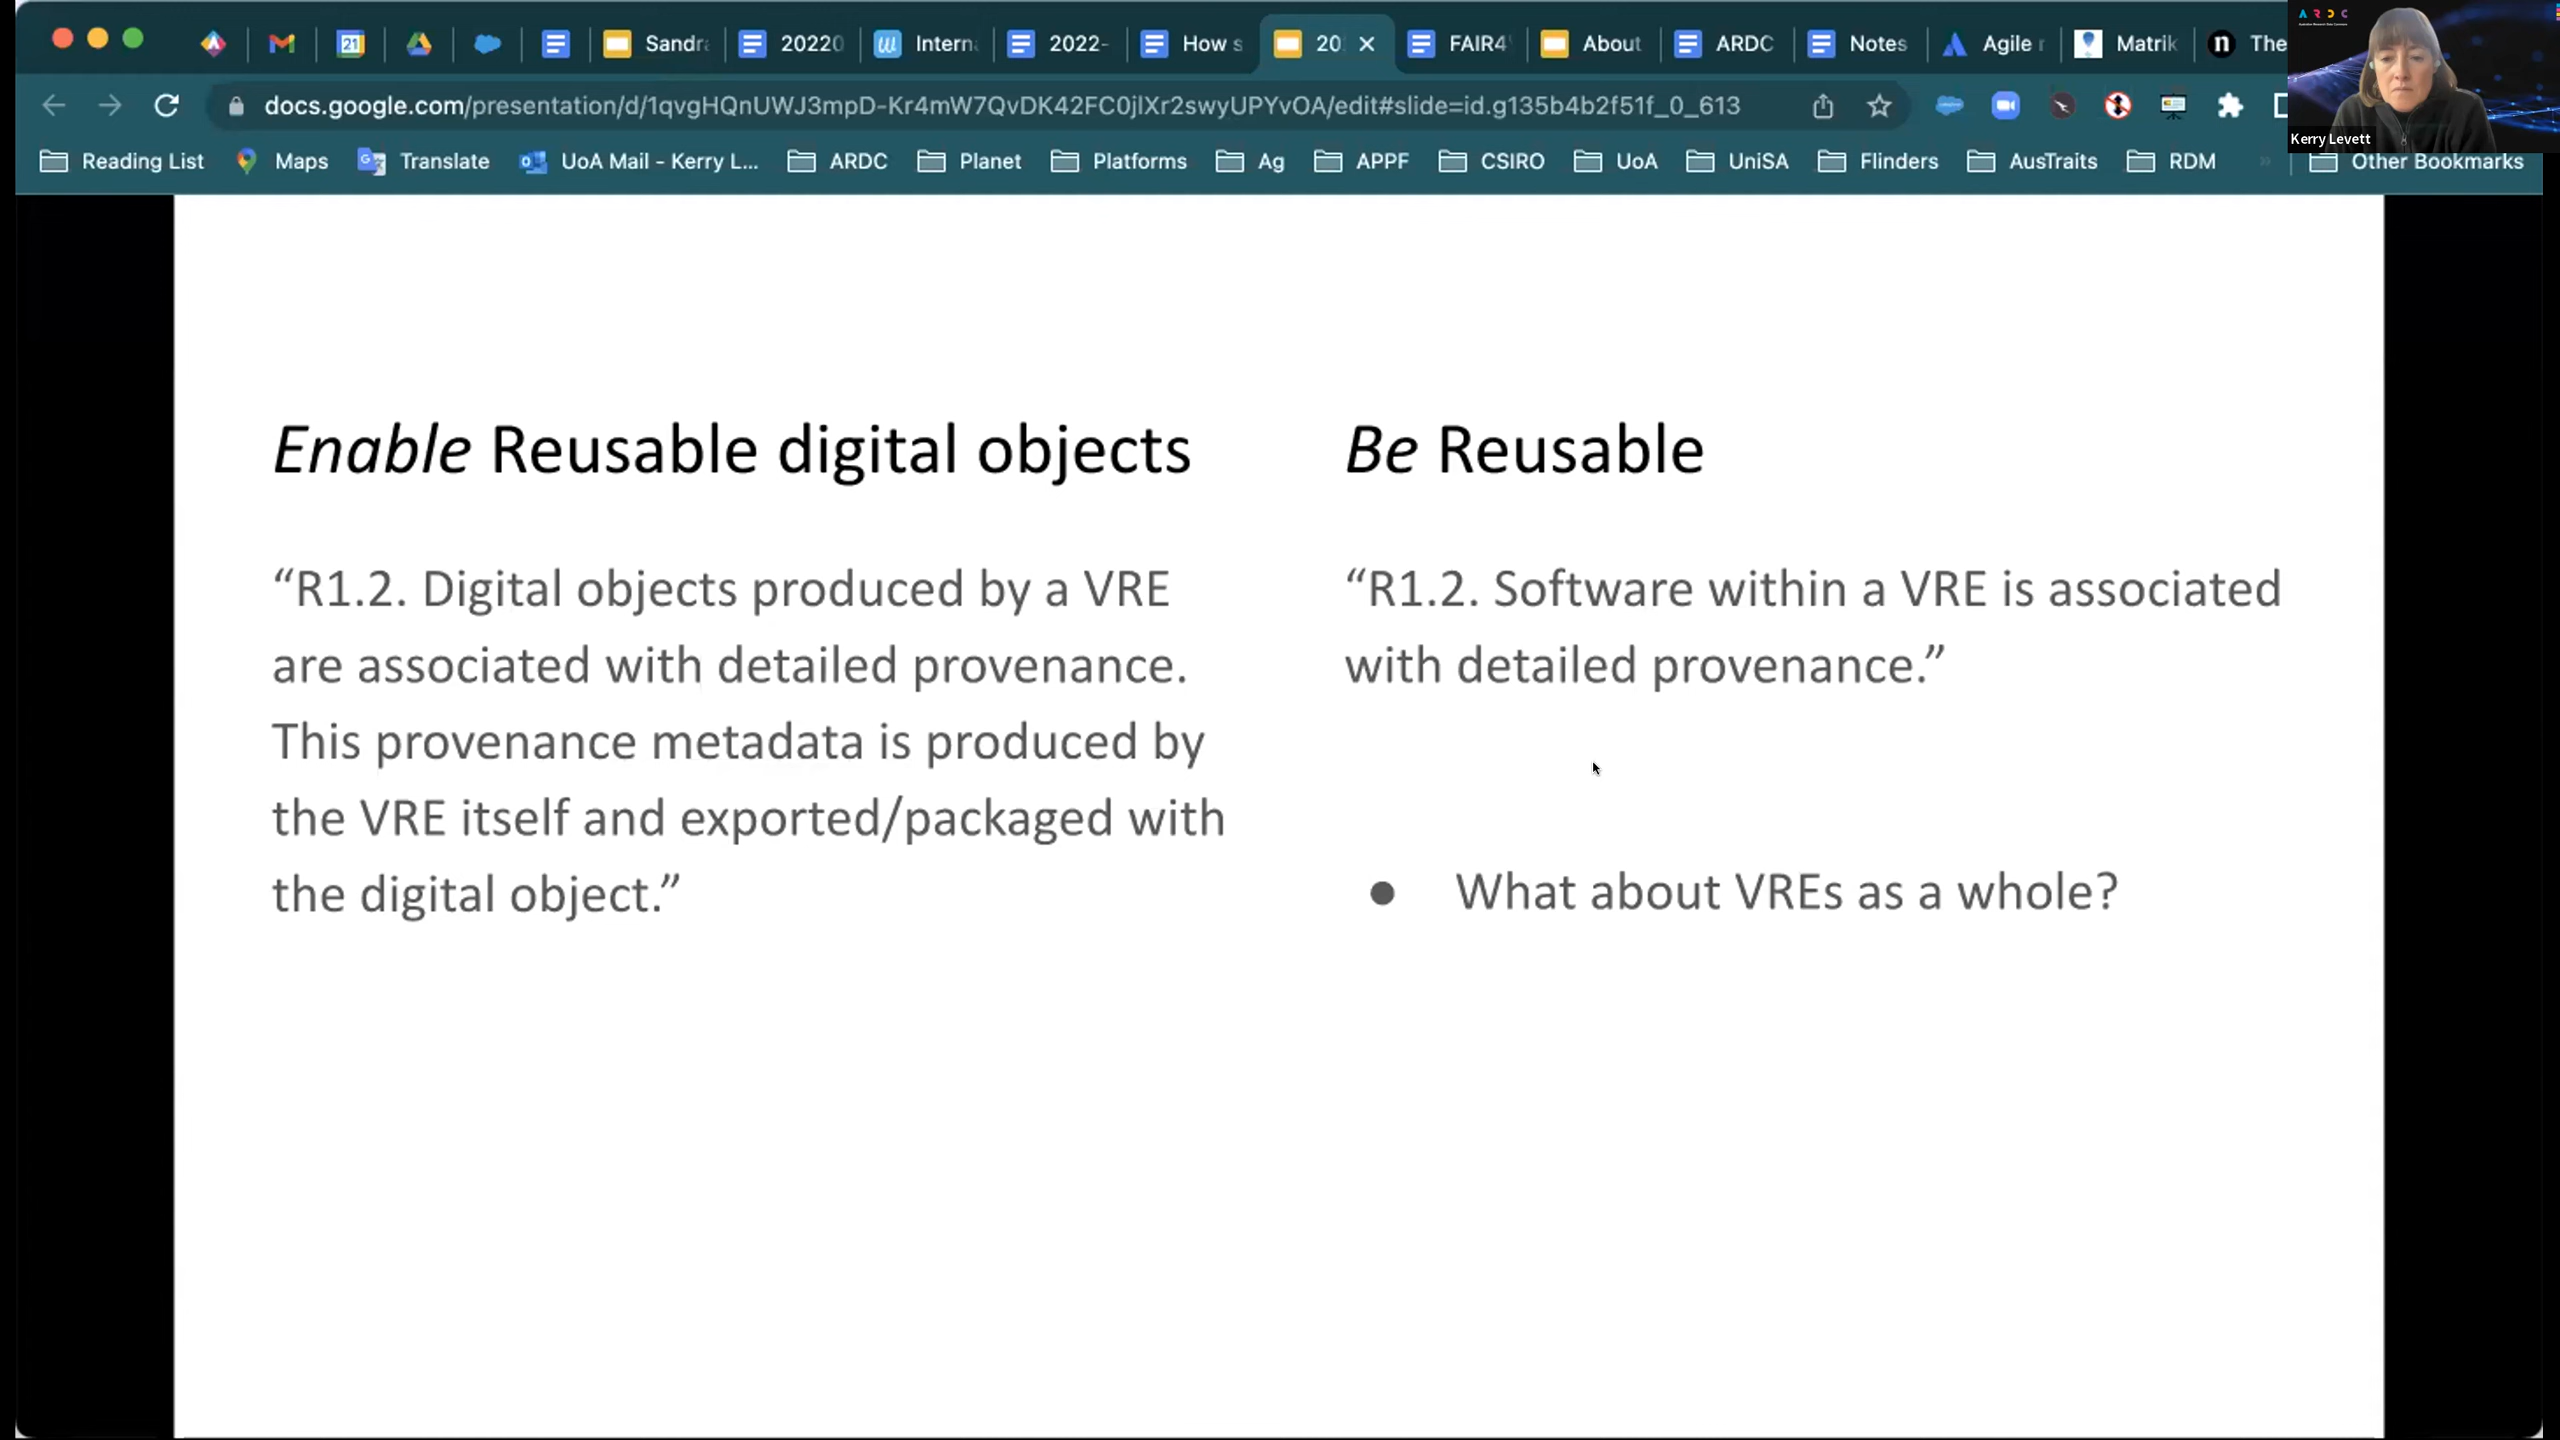 21
Sandr
20220
Intern
2022-
How s
20
FAIR4
About
ARDC
Notes
Agile r
Matrik
The
A R D C
docs.google.com/presentation/d/1qvgHQnUWJ3mpD-Kr4mW7QvDK42FC0jlXr2swyUPYvOA/edit#slide=id.g135b4b2f51f_0_613
Kerry Levett
Reading List
Maps
Translate
UoA Mail - Kerry L...
ARDC
Planet
Platforms
Ag
APPF
CSIRO
UoA
UniSA
Flinders
AusTraits
RDM
Other Bookmarks
Enable Reusable digital objects
“R1.2. Digital objects produced by a VRE
are associated with detailed provenance.
This provenance metadata is produced by
the VRE itself and exported/packaged with
the digital object.”
Be Reusable
“R1.2. Software within a VRE is associated
with detailed provenance.”
● What about VREs as a whole?